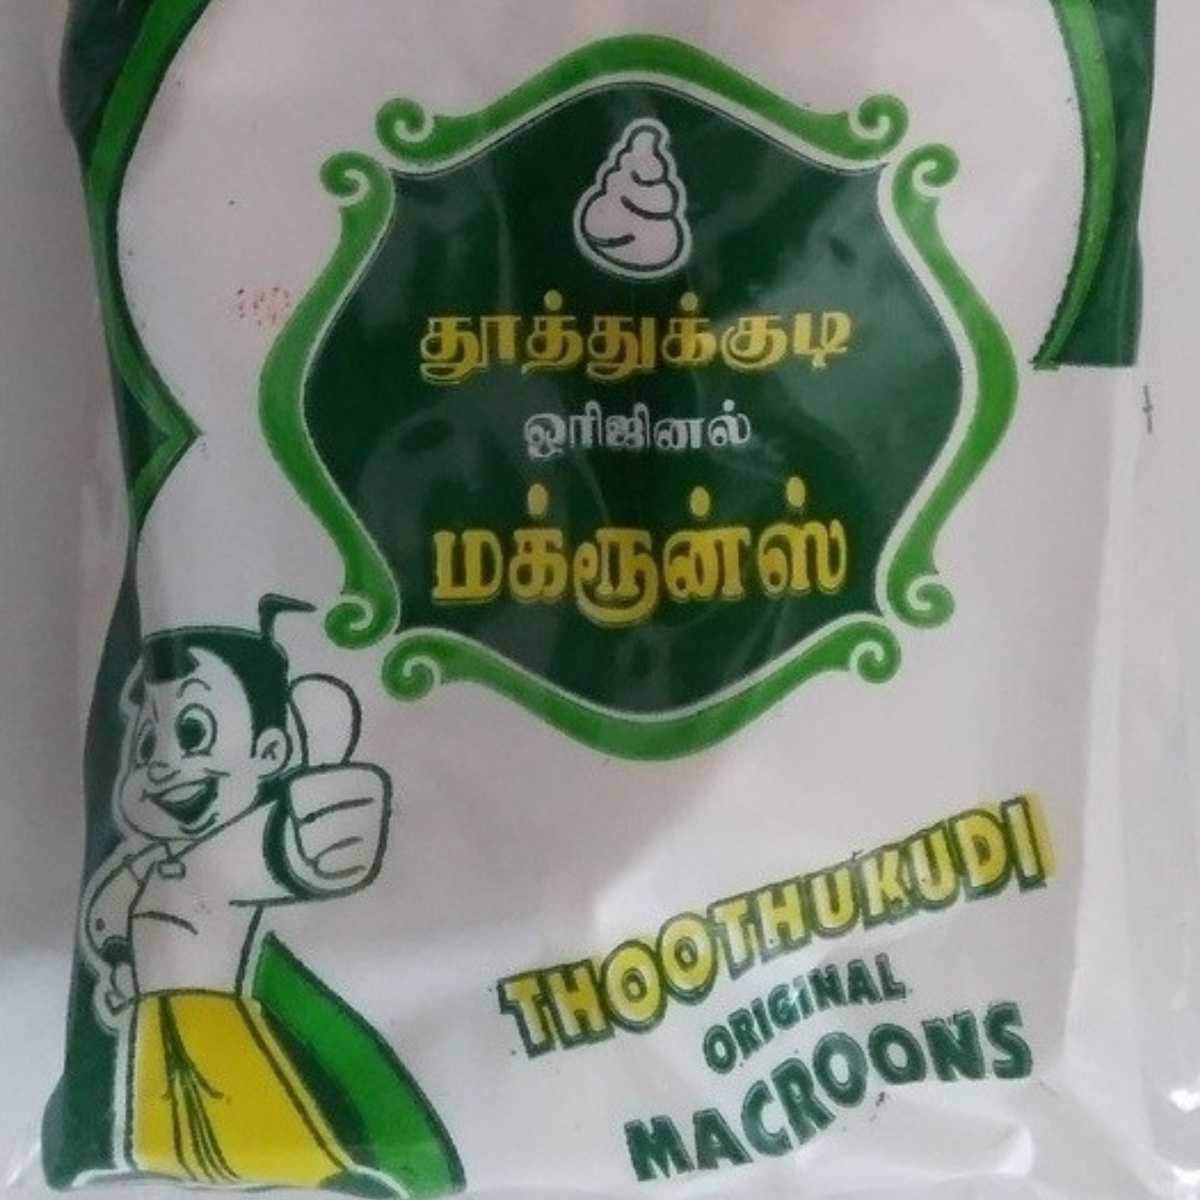 தூத்துக்குடி
ஒரிஜினல்
மக்ரூன்ஸ்
THOOTHUKUDI
ORIGINAL
MACROONS